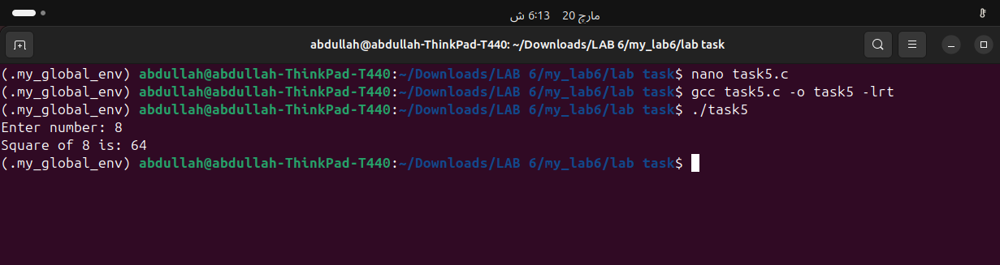 مارچ 20 6:13 ش
abdullah@abdullah-ThinkPad-T440: ~/Downloads/LAB 6/my_lab6/lab task
(.my_global_env) abdullah@abdullah-ThinkPad-T440:~/Downloads/LAB 6/my_lab6/lab task$ nano task5.c
(.my_global_env) abdullah@abdullah-ThinkPad-T440:~/Downloads/LAB 6/my_lab6/lab task$ gcc task5.c -o task5 -lrt
(.my_global_env) abdullah@abdullah-ThinkPad-T440:~/Downloads/LAB 6/my_lab6/lab task$ ./task5
Enter number: 8
Square of 8 is: 64
(.my_global_env) abdullah@abdullah-ThinkPad-T440:~/Downloads/LAB 6/my_lab6/lab task$